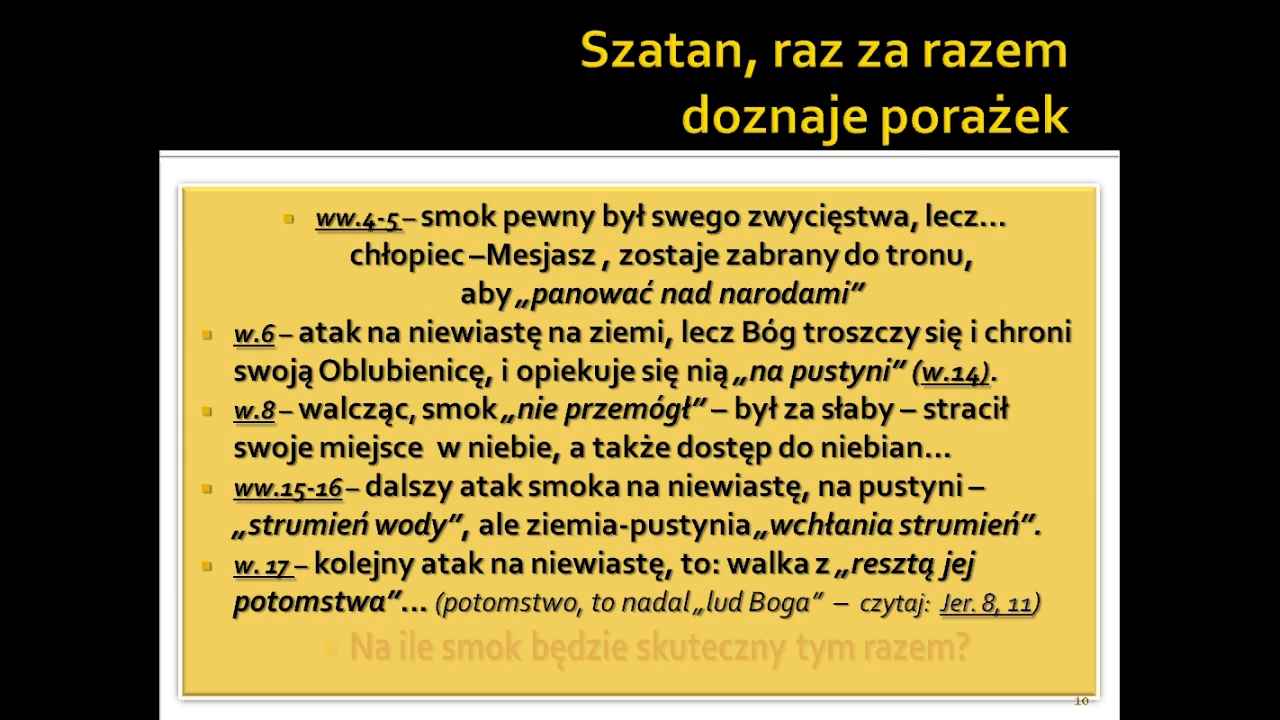 Szatan, raz za razem
doznaje porażek
ww.4-5 – smok pewny był swego zwycięstwa, lecz...
chłopiec –Mesjasz , zostaje zabrany do tronu,
aby „panować nad narodami”
w.6 – atak na niewiastę na ziemi, lecz Bóg troszczy się i chroni
swoją Oblubienicę, i opiekuje się nią „na pustyni” (w.14).
w.8 – walcząc, smok „nie przemógł” – był za słaby – stracił
swoje miejsce w niebie, a także dostęp do niebian...
ww.15-16 – dalszy atak smoka na niewiastę, na pustyni –
„strumień wody”, ale ziemia-pustynia „wchłania strumień”.
w. 17 – kolejny atak na niewiastę, to: walka z „resztą jej
potomstwa”... (potomstwo, to nadal „lud Boga” – czytaj: Jer. 8, 11)
Na ile smok będzie skuteczny tym razem?
10